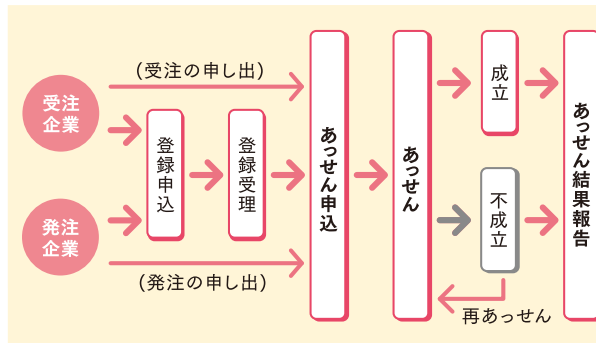 (受注の申し出)
受注
企業
登録申込
登録受理
発注
企業
(発注の申し出)
あっせん申込
あっせん
成立
不成立
再あっせん
あっせん結果報告